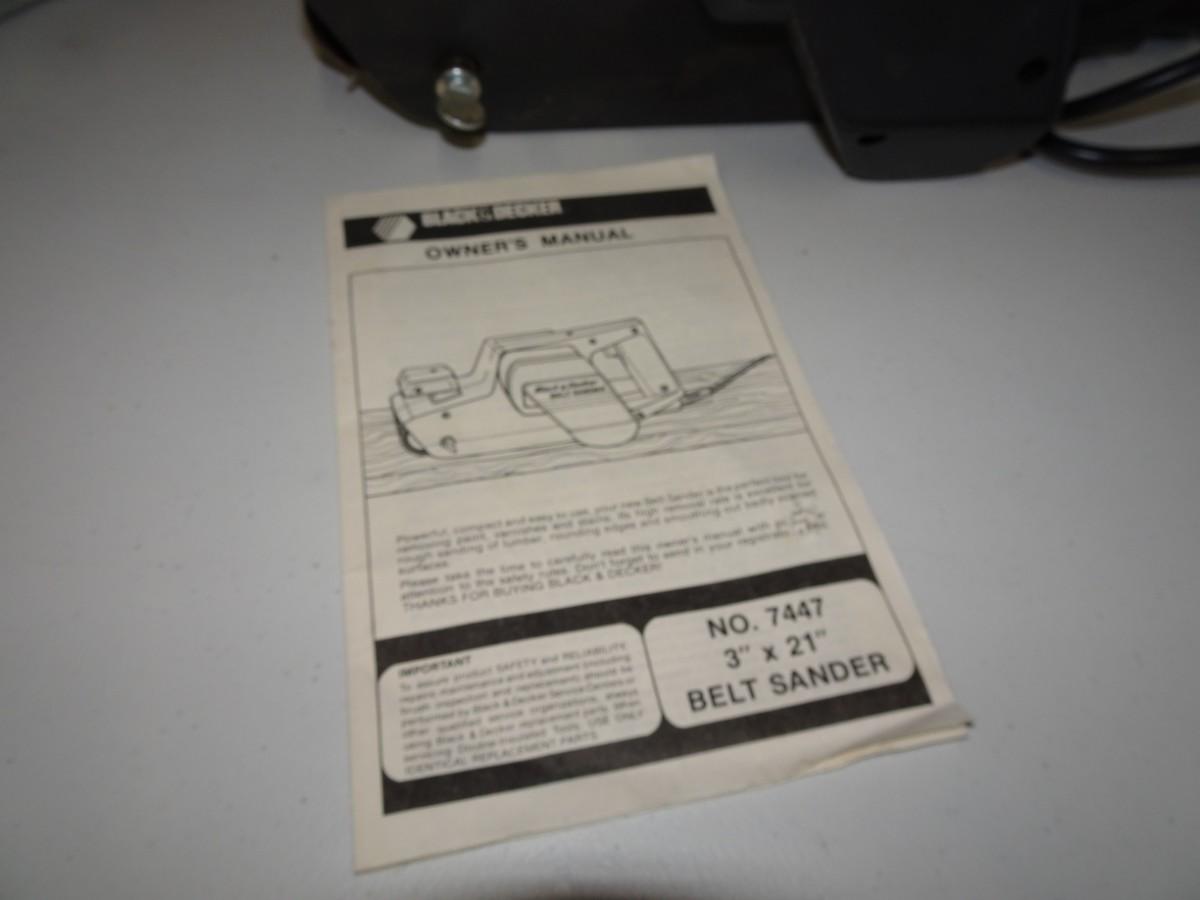 BLACK & DECKER
OWNER'S MANUAL
Black & Decker
BELT SANDER
Powerful, compact and easy to use, your new Belt Sander is the perfect tool for
removing paint, varnishes and stains. Its high removal rate is excellent for
rough sanding of lumber, rounding edges and smoothing out badly scarred
surfaces.
Please take the time to carefully read this owner's manual with
attention to the safety rules. Don't forget to send in your
THANKS FOR BUYING BLACK & DECKER!
IMPORTANT
To assure product SAFETY and RELIABILITY,
repairs, maintenance and adjustment (including
brush inspection and replacement) should be
performed by Black & Decker Service Centers or
other qualified service organizations, always
using Black & Decker replacement parts. When
servicing Double-Insulated Tools, USE ONLY
IDENTICAL REPLACEMENT PARTS.
NO. 7447
3" x 21"
BELT SANDER